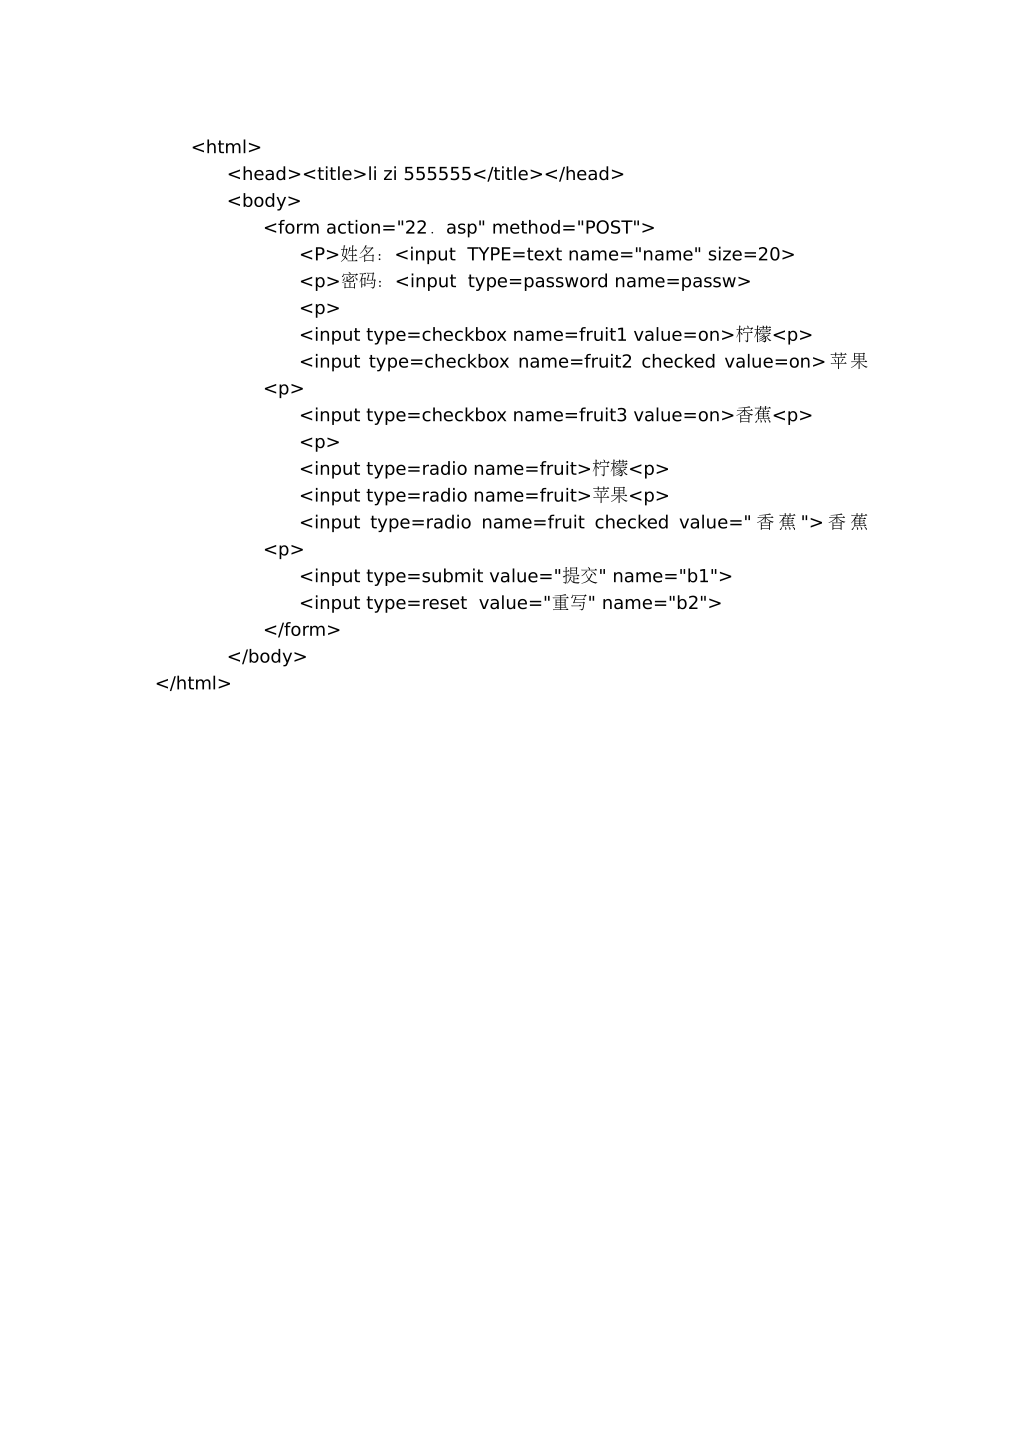 <html>
<head><title>li zi 555555</title></head>
<body>
<form action="22．asp" method="POST">
<P>姓名：<input  TYPE=text name="name" size=20>
<p>密码：<input  type=password name=passw>
<p>
<input type=checkbox name=fruit1 value=on>柠檬<p>
<input type=checkbox name=fruit2 checked value=on>苹果
<p>
<input type=checkbox name=fruit3 value=on>香蕉<p>
<p>
<input type=radio name=fruit>柠檬<p>
<input type=radio name=fruit>苹果<p>
<input type=radio name=fruit checked value="香蕉">香蕉
<p>
<input type=submit value="提交" name="b1">
<input type=reset  value="重写" name="b2">
</form>
</body>
</html>